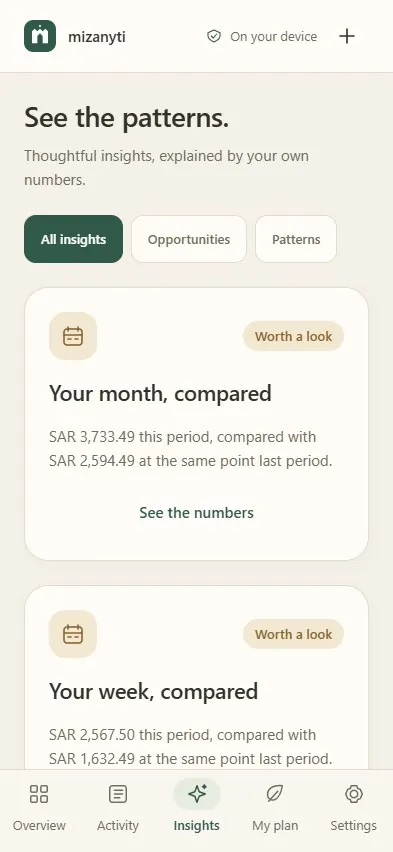 mizanyti
On your device
See the patterns.
Thoughtful insights, explained by your own
numbers.
All insights
Opportunities
Patterns
Worth a look
Your month, compared
SAR 3,733.49 this period, compared with
SAR 2,594.49 at the same point last period.
See the numbers
Worth a look
Your week, compared
SAR 2,567.50 this period, compared with
SAR 1,632.49 at the same point last period.
Overview
Activity
Insights
My plan
Settings